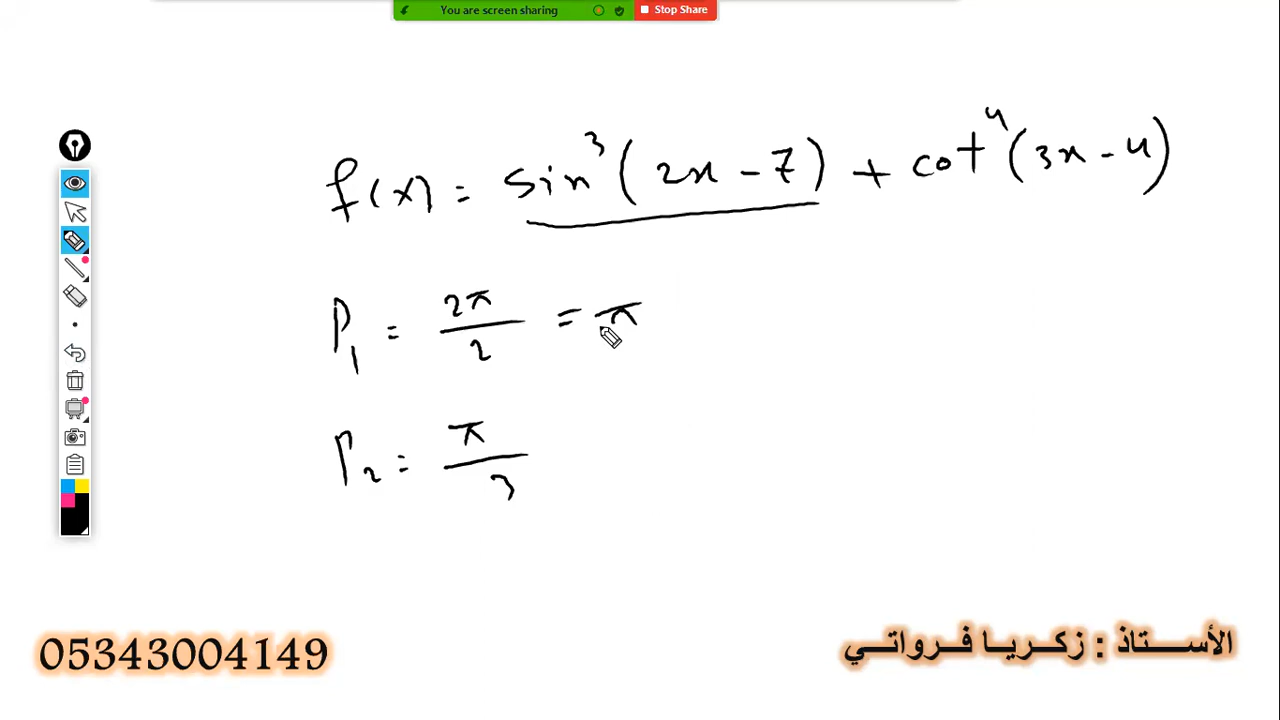 You are screen sharing Stop Share
f(x) = sin³(2x - 7) + cot⁴(3x - 4)
P₁ = 2π/2 = π
P₂ = π/3
05343004149
الأستاذ : زكريا فرواتي